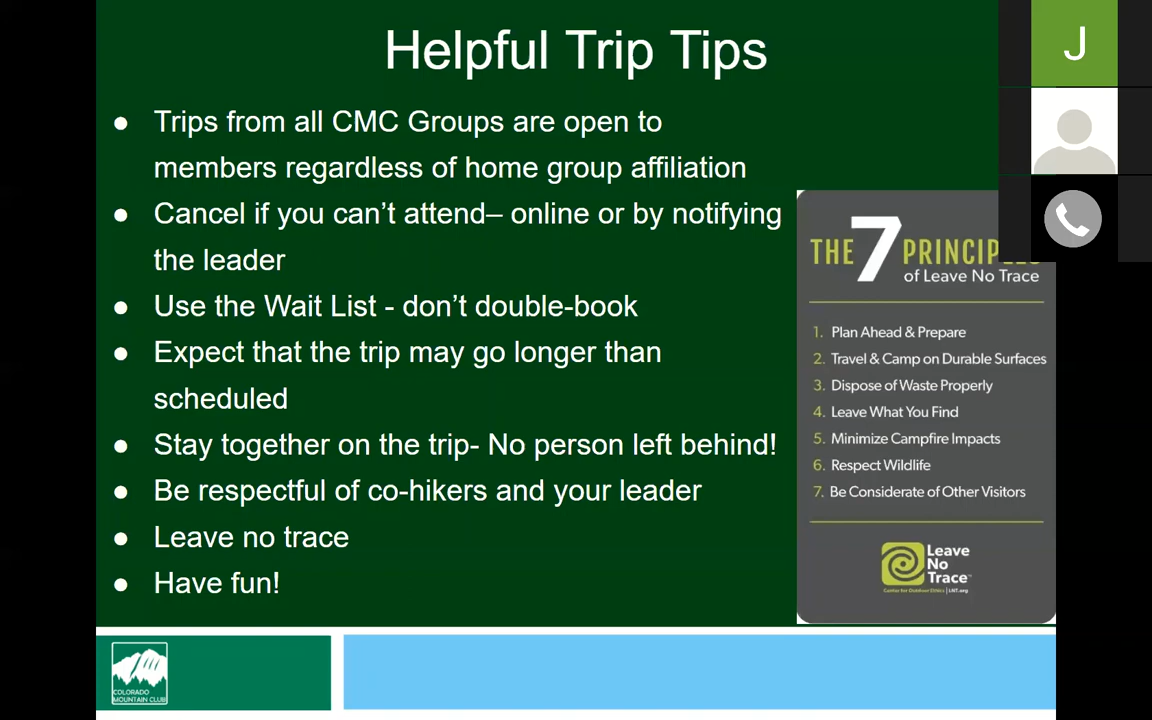 Helpful Trip Tips
● Trips from all CMC Groups are open to
members regardless of home group affiliation
● Cancel if you can’t attend– online or by notifying
the leader
● Use the Wait List - don’t double-book
● Expect that the trip may go longer than
scheduled
● Stay together on the trip- No person left behind!
● Be respectful of co-hikers and your leader
● Leave no trace
● Have fun!
THE 7
of Leave No Trace
1. Plan Ahead & Prepare
2. Travel & Camp on Durable Surfaces
3. Dispose of Waste Properly
4. Leave What You Find
5. Minimize Campfire Impacts
6. Respect Wildlife
7. Be Considerate of Other Visitors
Leave
No
Trace™
Center for Outdoor Ethics | LNT.org
COLORADO
MOUNTAIN CLUB
J